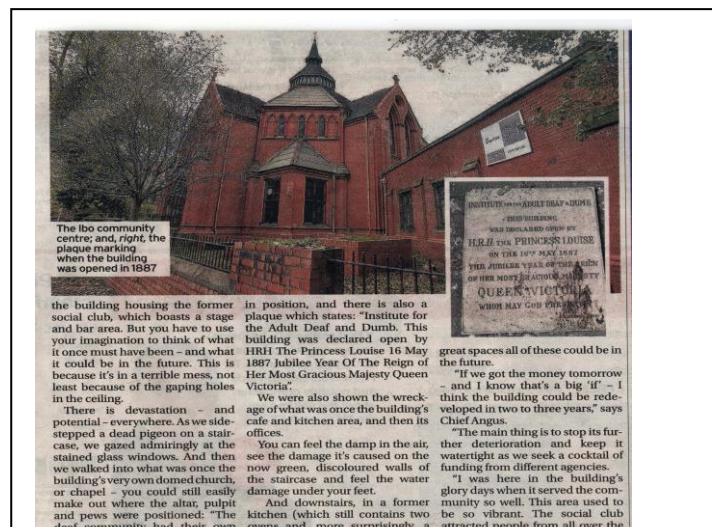 The Ibo community
centre; and, right, the
plaque marking
when the building
was opened in 1887
INSTITUTE FOR THE ADULT DEAF & DUMB
THIS BUILDING
WAS DECLARED OPEN BY
H.R.H. THE PRINCESS LOUISE
ON THE 16TH MAY 1887
THE JUBILEE YEAR OF THE REIGN
OF HER MOST GRACIOUS MAJESTY
QUEEN VICTORIA
WHOM MAY GOD
the building housing the former
social club, which boasts a stage
and bar area. But you have to use
your imagination to think of what
it once must have been – and what
it could be in the future. This is
because it's in a terrible mess, not
least because of the gaping holes
in the ceiling.
There is devastation – and
potential – everywhere. As we side-
stepped a dead pigeon on a stair-
case, we gazed admiringly at the
stained glass windows. And then
we walked into what was once the
building's very own domed church,
or chapel – you could still easily
make out where the altar, pulpit
and pews were positioned: "The
deaf community had their own
in position, and there is also a
plaque which states: "Institute for
the Adult Deaf and Dumb. This
building was declared open by
HRH The Princess Louise 16 May
1887 Jubilee Year Of The Reign of
Her Most Gracious Majesty Queen
Victoria".
We were also shown the wreck-
age of what was once the building's
cafe and kitchen area, and then its
offices.
You can feel the damp in the air,
see the damage it's caused on the
now green, discoloured walls of
the staircase and feel the water
damage under your feet.
And downstairs, in a former
kitchen (which still contains two
ovens and, more surprisingly, a
great spaces all of these could be in
the future.
"If we got the money tomorrow
– and I know that's a big 'if' – I
think the building could be rede-
veloped in two to three years," says
Chief Angus.
"The main thing is to stop its fur-
ther deterioration and keep it
watertight as we seek a cocktail of
funding from different agencies.
"I was here in the building's
glory days when it served the com-
munity so well. This area used to
be so vibrant. The social club
attracted people from all over the